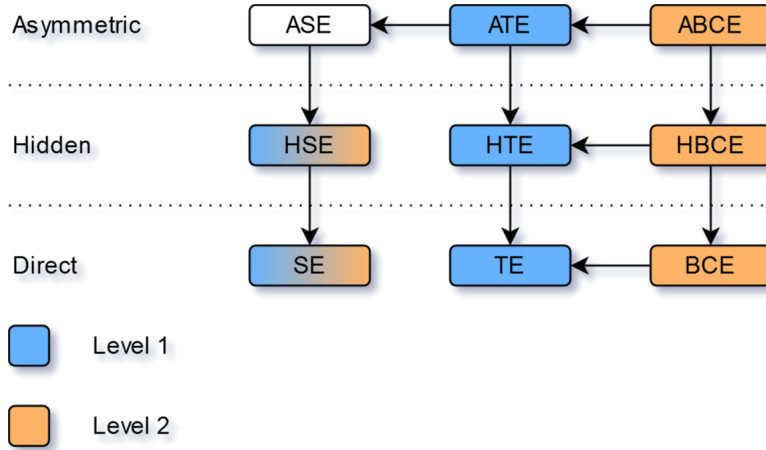 Asymmetric ASE ATE ABCE
Hidden HSE HTE HBCE
Direct SE TE BCE
Level 1
Level 2